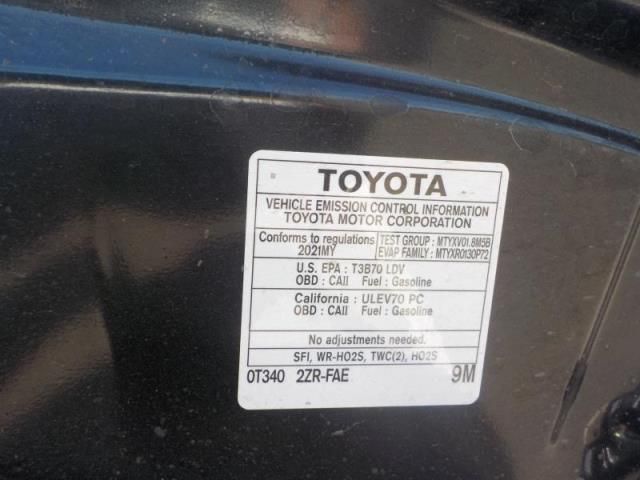 TOYOTA
VEHICLE EMISSION CONTROL INFORMATION
TOYOTA MOTOR CORPORATION
Conforms to regulations
2021MY
TEST GROUP : MTYXV01.8M5B
EVAP FAMILY : MTYXR0130P72
U.S. EPA : T3B70 LDV
OBD : CAII Fuel : Gasoline
California : ULEV70 PC
OBD : CAII Fuel : Gasoline
No adjustments needed.
SFI, WR-HO2S, TWC(2), HO2S
0T340 2ZR-FAE 9M